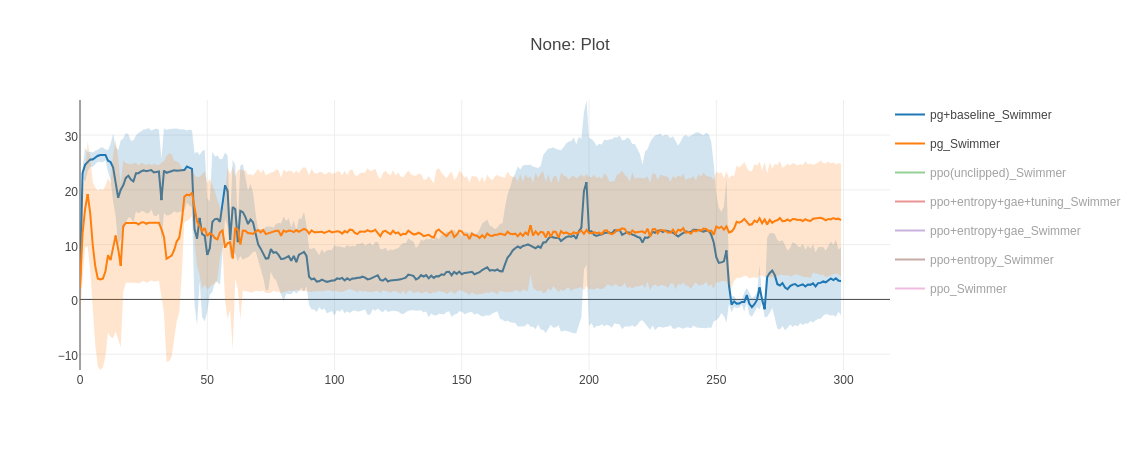 None: Plot
30
20
10
0
−10
0
50
100
150
200
250
300
pg+baseline_Swimmer
pg_Swimmer
ppo(unclipped)_Swimmer
ppo+entropy+gae+tuning_Swimmer
ppo+entropy+gae_Swimmer
ppo+entropy_Swimmer
ppo_Swimmer